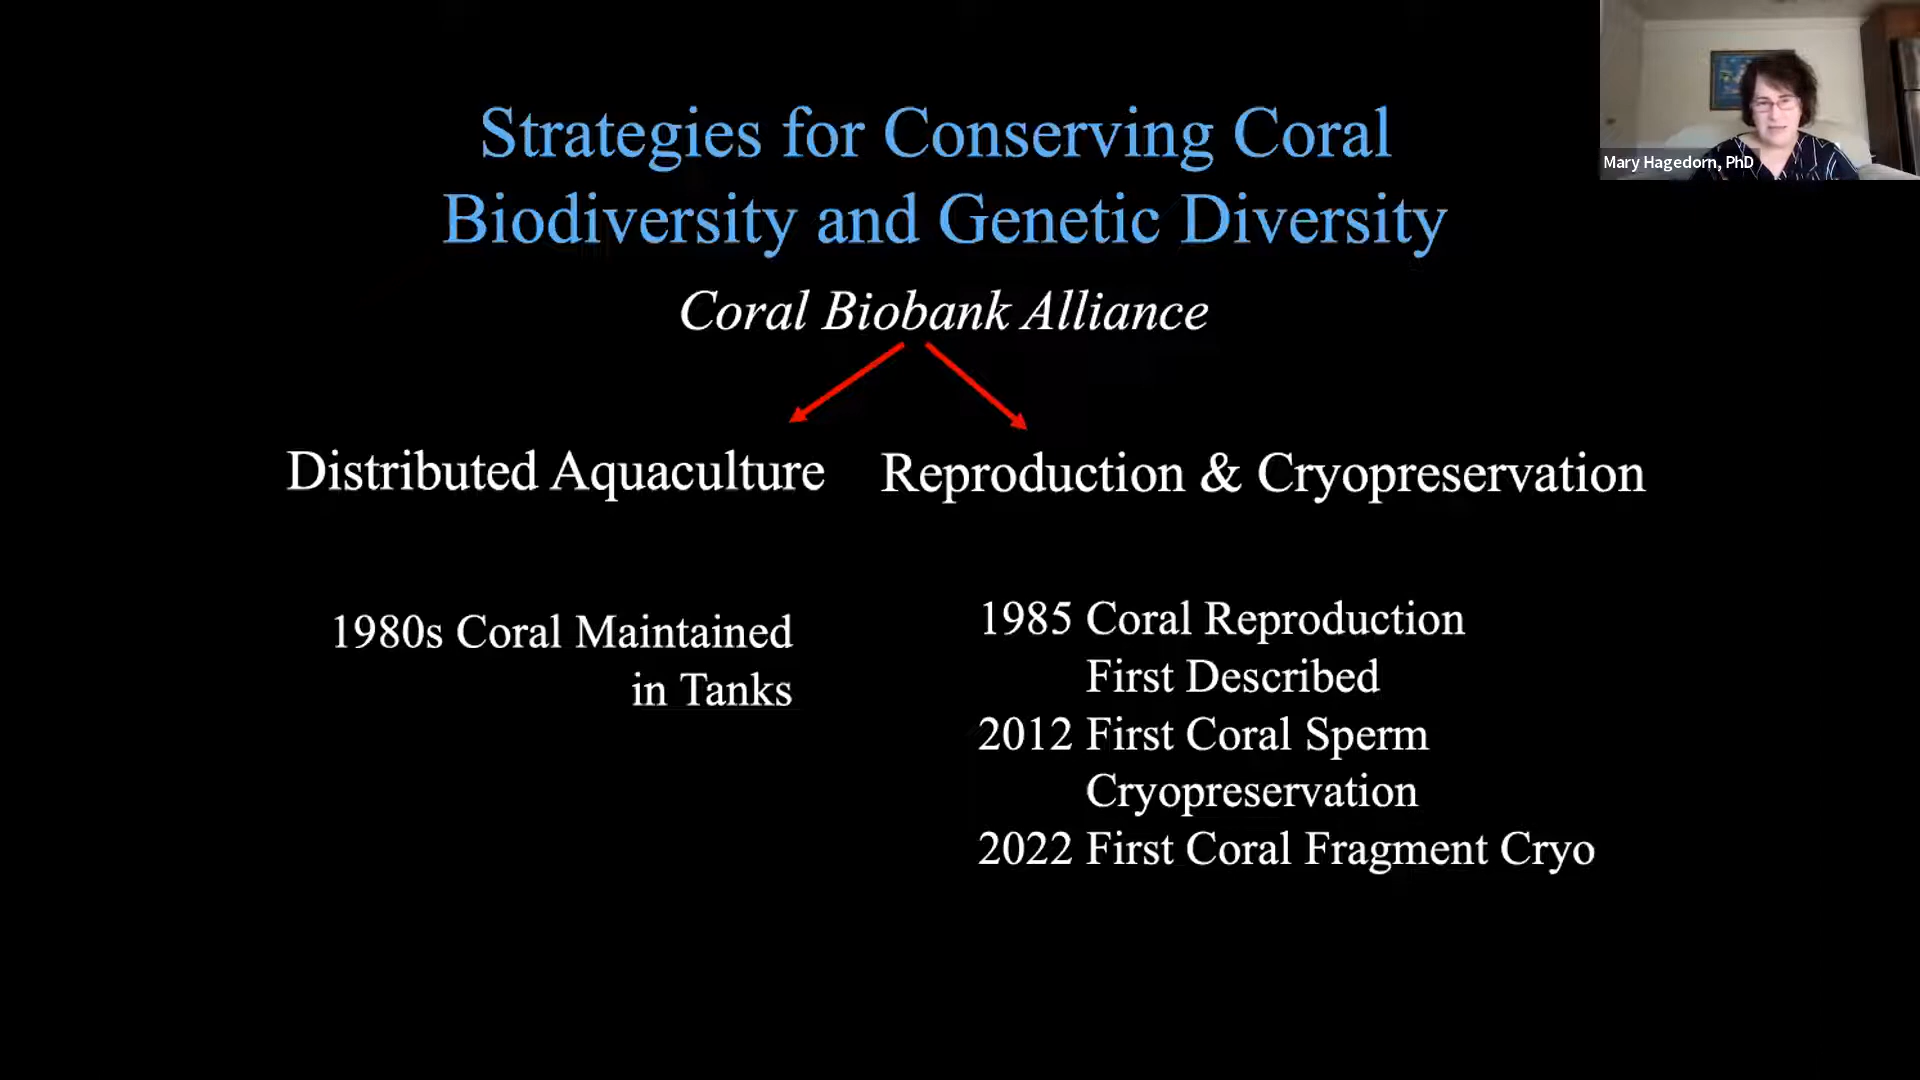 Strategies for Conserving Coral
Biodiversity and Genetic Diversity
Coral Biobank Alliance
Distributed Aquaculture
1980s Coral Maintained
in Tanks
Reproduction & Cryopreservation
1985 Coral Reproduction
First Described
2012 First Coral Sperm
Cryopreservation
2022 First Coral Fragment Cryo
Mary Hagedorn, PhD